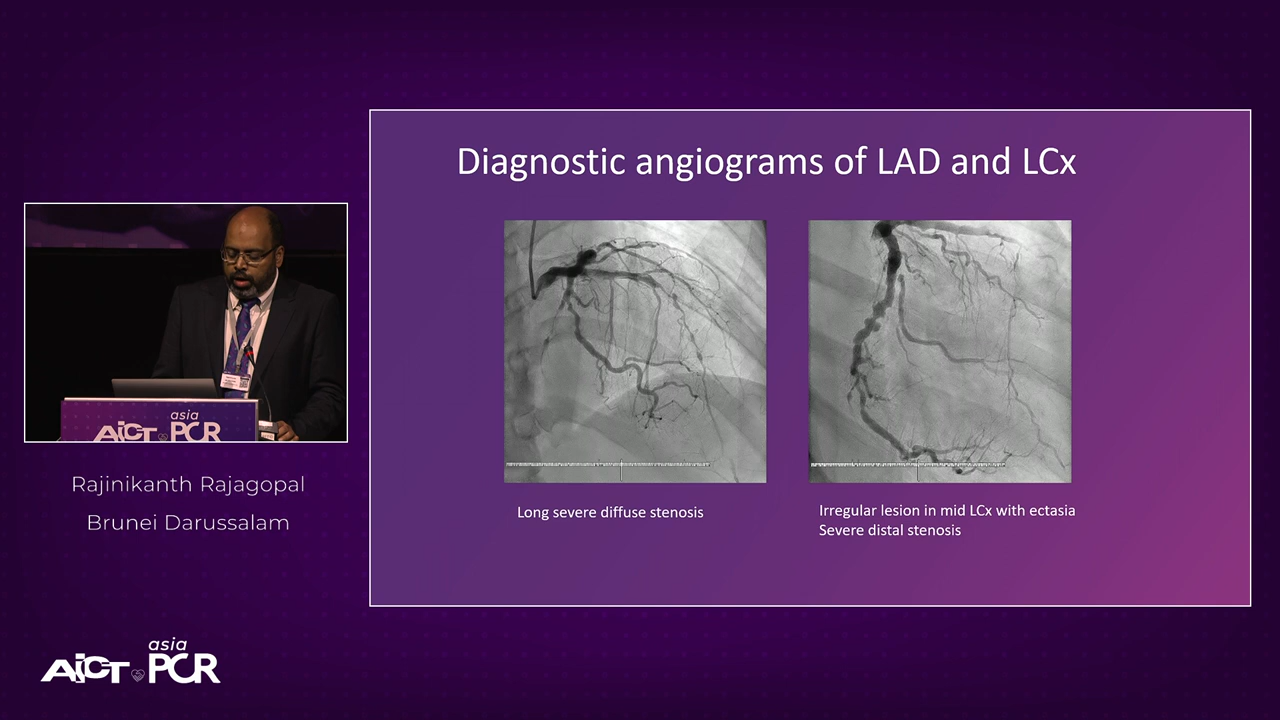 Diagnostic angiograms of LAD and LCx
Long severe diffuse stenosis
Irregular lesion in mid LCx with ectasia
Severe distal stenosis
asia
AICT PCR
Rajinikanth Rajagopal
Brunei Darussalam
asia
AICT PCR